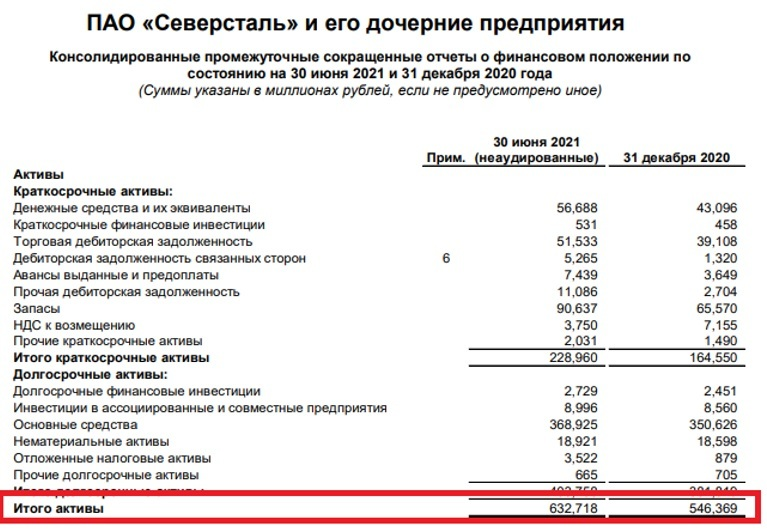 ПАО «Северсталь» и его дочерние предприятия
Консолидированные промежуточные сокращенные отчеты о финансовом положении по
состоянию на 30 июня 2021 и 31 декабря 2020 года
(Суммы указаны в миллионах рублей, если не предусмотрено иное)
30 июня 2021
Прим. (неаудированные) 31 декабря 2020
Активы
Краткосрочные активы:
Денежные средства и их эквиваленты 56,688 43,096
Краткосрочные финансовые инвестиции 531 458
Торговая дебиторская задолженность 51,533 39,108
Дебиторская задолженность связанных сторон 6 5,265 1,320
Авансы выданные и предоплаты 7,439 3,649
Прочая дебиторская задолженность 11,086 2,704
Запасы 90,637 65,570
НДС к возмещению 3,750 7,155
Прочие краткосрочные активы 2,031 1,490
Итого краткосрочные активы 228,960 164,550
Долгосрочные активы:
Долгосрочные финансовые инвестиции 2,729 2,451
Инвестиции в ассоциированные и совместные предприятия 8,996 8,560
Основные средства 368,925 350,626
Нематериальные активы 18,921 18,598
Отложенные налоговые активы 3,522 879
Прочие долгосрочные активы 665 705
Итого долгосрочные активы 403,758 381,819
Итого активы 632,718 546,369